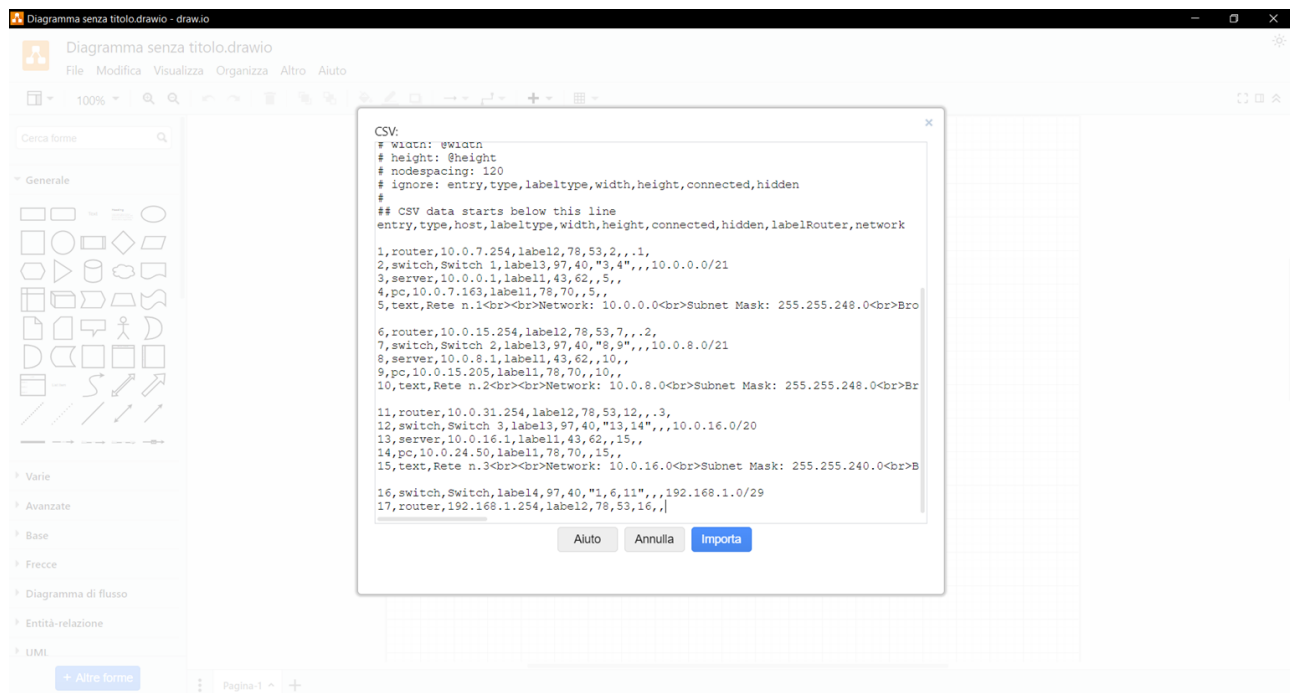 Diagramma senza titolo.drawio - draw.io
Diagramma senza titolo.drawio
File Modifica Visualizza Organizza Altro Aiuto
100%
Cerca forme
Generale
Varie
Avanzate
Base
Frecce
Diagramma di flusso
Entità-relazione
UML
+ Altre forme
Pagina-1
CSV:
# width: @width
# height: @height
# nodespacing: 120
# ignore: entry,type,labeltype,width,height,connected,hidden
#
## CSV data starts below this line
entry,type,host,labeltype,width,height,connected,hidden,labelRouter,network
1,router,10.0.7.254,label2,78,53,2,,.1,
2,switch,Switch 1,label3,97,40,"3,4",,,10.0.0.0/21
3,server,10.0.0.1,label1,43,62,,5,,
4,pc,10.0.7.163,label1,78,70,,5,,
5,text,Rete n.1<br><br>Network: 10.0.0.0<br>Subnet Mask: 255.255.248.0<br>Bro
6,router,10.0.15.254,label2,78,53,7,,.2,
7,switch,Switch 2,label3,97,40,"8,9",,,10.0.8.0/21
8,server,10.0.8.1,label1,43,62,,10,,
9,pc,10.0.15.205,label1,78,70,,10,,
10,text,Rete n.2<br><br>Network: 10.0.8.0<br>Subnet Mask: 255.255.248.0<br>Br
11,router,10.0.31.254,label2,78,53,12,,.3,
12,switch,Switch 3,label3,97,40,"13,14",,,10.0.16.0/20
13,server,10.0.16.1,label1,43,62,,15,,
14,pc,10.0.24.50,label1,78,70,,15,,
15,text,Rete n.3<br><br>Network: 10.0.16.0<br>Subnet Mask: 255.255.240.0<br>B
16,switch,Switch,label4,97,40,"1,6,11",,,192.168.1.0/29
17,router,192.168.1.254,label2,78,53,16,,
Aiuto
Annulla
Importa